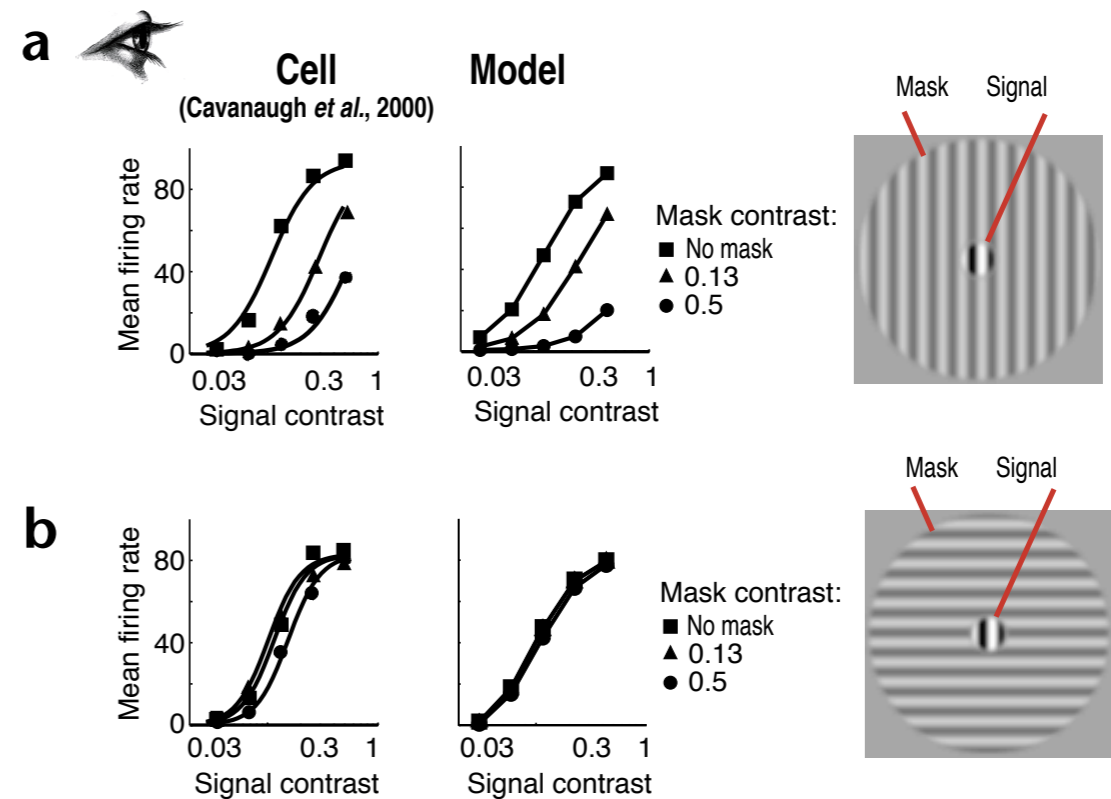 a
Cell
(Cavanaugh et al., 2000)
Model
Mean firing rate
80
40
0
0.03 0.3 1
Signal contrast
0.03 0.3 1
Signal contrast
Mask contrast:
No mask
0.13
0.5
Mask Signal
b
Mean firing rate
80
40
0
0.03 0.3 1
Signal contrast
0.03 0.3 1
Signal contrast
Mask contrast:
No mask
0.13
0.5
Mask Signal